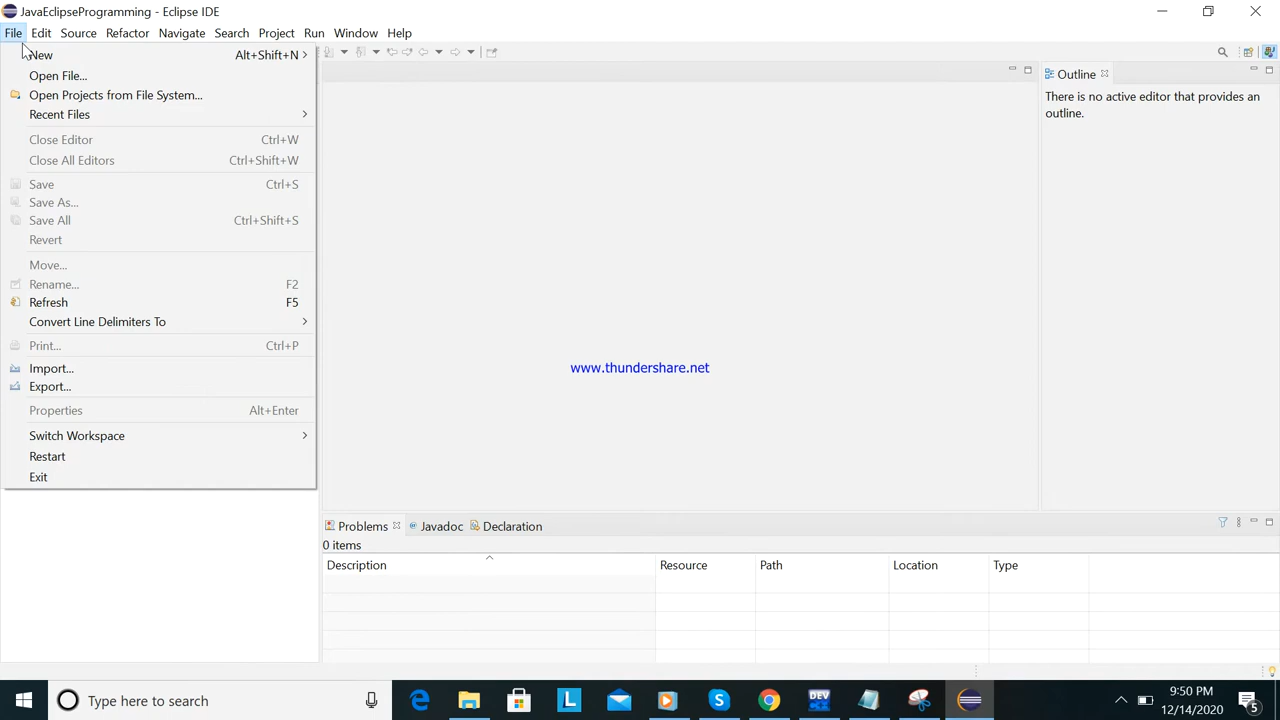 JavaEclipseProgramming - Eclipse IDE
File Edit Source Refactor Navigate Search Project Run Window Help
New Alt+Shift+N
Open File...
Open Projects from File System...
Recent Files
Close Editor Ctrl+W
Close All Editors Ctrl+Shift+W
Save Ctrl+S
Save As...
Save All Ctrl+Shift+S
Revert
Move...
Rename... F2
Refresh F5
Convert Line Delimiters To
Print... Ctrl+P
Import...
Export...
Properties Alt+Enter
Switch Workspace
Restart
Exit
www.thundershare.net
Outline
There is no active editor that provides an
outline.
Problems Javadoc Declaration
0 items
Description Resource Path Location Type
Type here to search
L
S
DEV
9:50 PM
12/14/2020
5